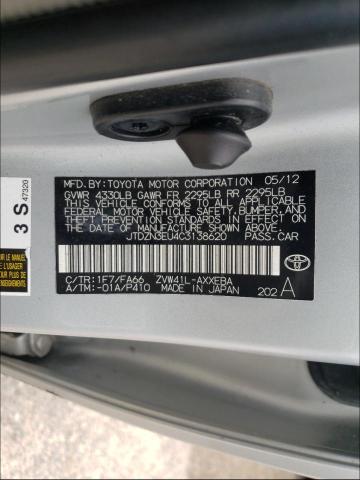 MFD. BY: TOYOTA MOTOR CORPORATION 05/12
GVWR 4330LB GAWR FR 2295LB RR 2295LB
THIS VEHICLE CONFORMS TO ALL APPLICABLE
FEDERAL MOTOR VEHICLE SAFETY, BUMPER, AND
THEFT PREVENTION STANDARDS IN EFFECT
ON THE DATE OF MANUFACTURE SHOWN ABOVE.
JTDZN3EU4C3138620 PASS.CAR
C/TR: 1F7/FA66 ZVW41L-AXXEBA
A/TM: -01A/P410 MADE IN JAPAN 202 A
TOYOTA
3 S 47320